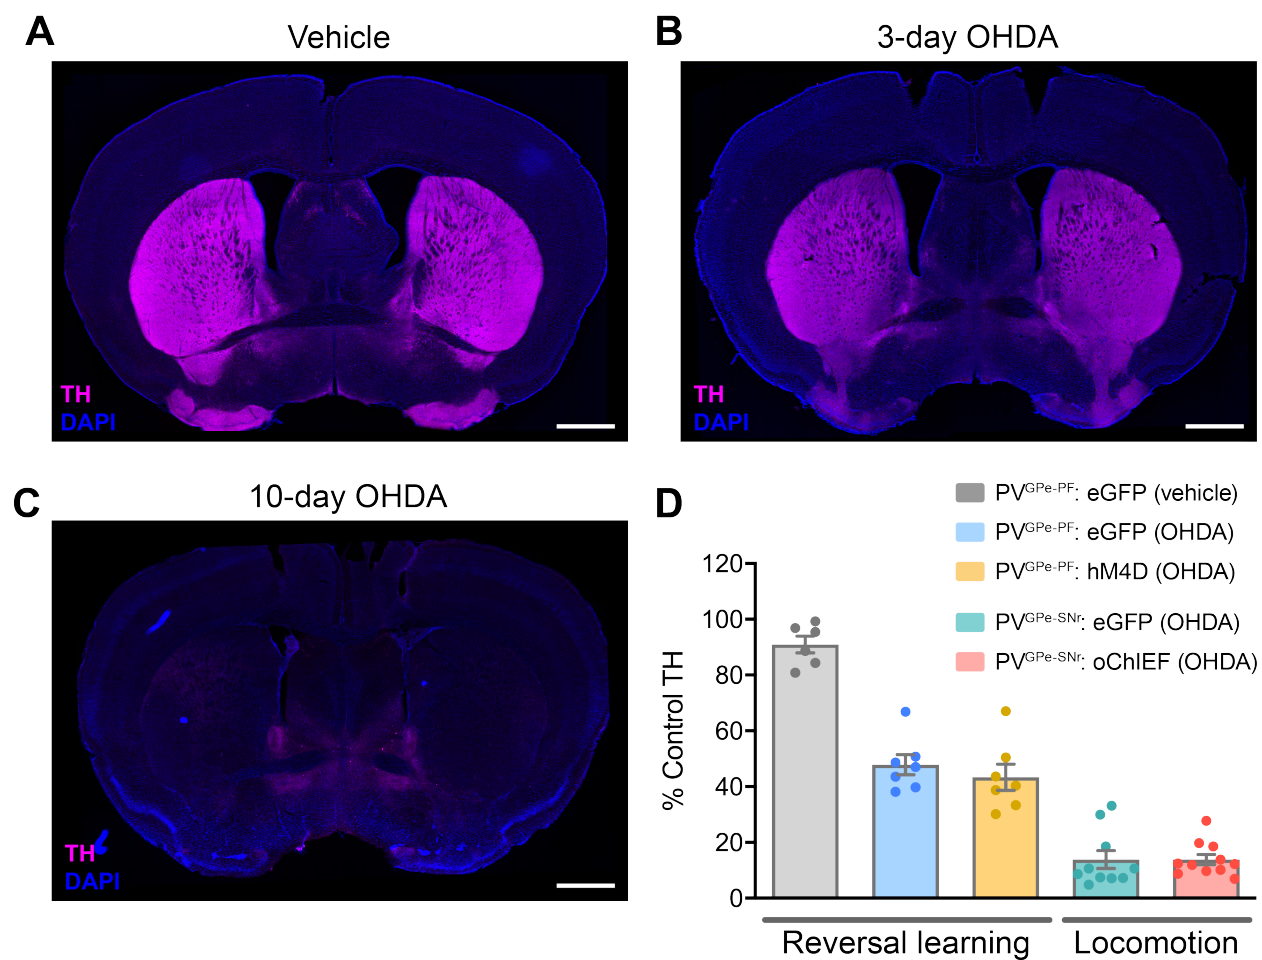 A
Vehicle
TH
DAPI
B
3-day OHDA
TH
DAPI
C
10-day OHDA
TH
DAPI
D
PVGPe-PF: eGFP (vehicle)
PVGPe-PF: eGFP (OHDA)
PVGPe-PF: hM4D (OHDA)
PVGPe-SNr: eGFP (OHDA)
PVGPe-SNr: oChIEF (OHDA)
% Control TH
120
100
80
60
40
20
0
Reversal learning
Locomotion